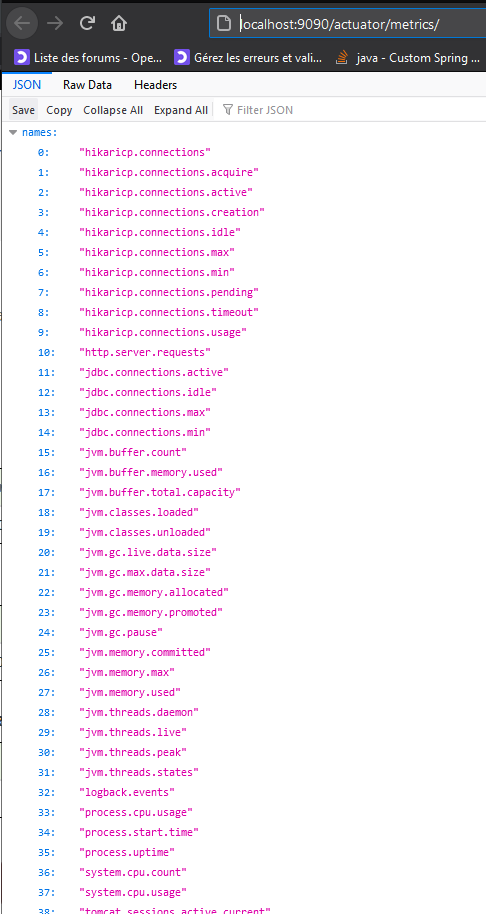 localhost:9090/actuator/metrics/
Liste des forums - Ope... Gérez les erreurs et vali... java - Custom Spring ...
JSON Raw Data Headers
Save Copy Collapse All Expand All Filter JSON
names:
0: "hikaricp.connections"
1: "hikaricp.connections.acquire"
2: "hikaricp.connections.active"
3: "hikaricp.connections.creation"
4: "hikaricp.connections.idle"
5: "hikaricp.connections.max"
6: "hikaricp.connections.min"
7: "hikaricp.connections.pending"
8: "hikaricp.connections.timeout"
9: "hikaricp.connections.usage"
10: "http.server.requests"
11: "jdbc.connections.active"
12: "jdbc.connections.idle"
13: "jdbc.connections.max"
14: "jdbc.connections.min"
15: "jvm.buffer.count"
16: "jvm.buffer.memory.used"
17: "jvm.buffer.total.capacity"
18: "jvm.classes.loaded"
19: "jvm.classes.unloaded"
20: "jvm.gc.live.data.size"
21: "jvm.gc.max.data.size"
22: "jvm.gc.memory.allocated"
23: "jvm.gc.memory.promoted"
24: "jvm.gc.pause"
25: "jvm.memory.committed"
26: "jvm.memory.max"
27: "jvm.memory.used"
28: "jvm.threads.daemon"
29: "jvm.threads.live"
30: "jvm.threads.peak"
31: "jvm.threads.states"
32: "logback.events"
33: "process.cpu.usage"
34: "process.start.time"
35: "process.uptime"
36: "system.cpu.count"
37: "system.cpu.usage"
38: "tomcat.sessions.active.current"